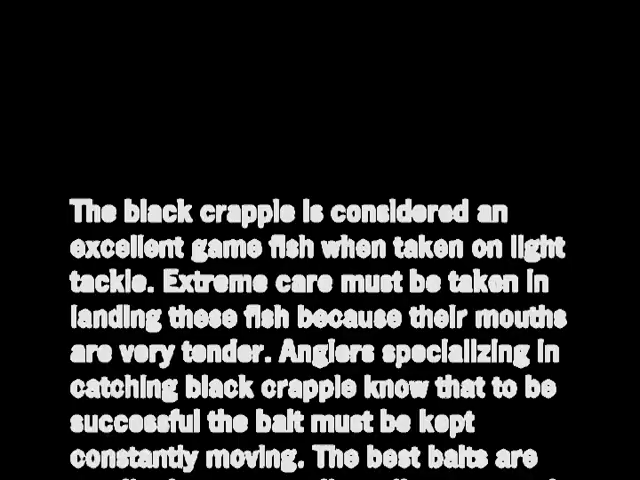 The black crappie is considered an
excellent game fish when taken on light
tackle. Extreme care must be taken in
landing these fish because their mouths
are very tender. Anglers specializing in
catching black crappie know that to be
successful the bait must be kept
constantly moving. The best baits are